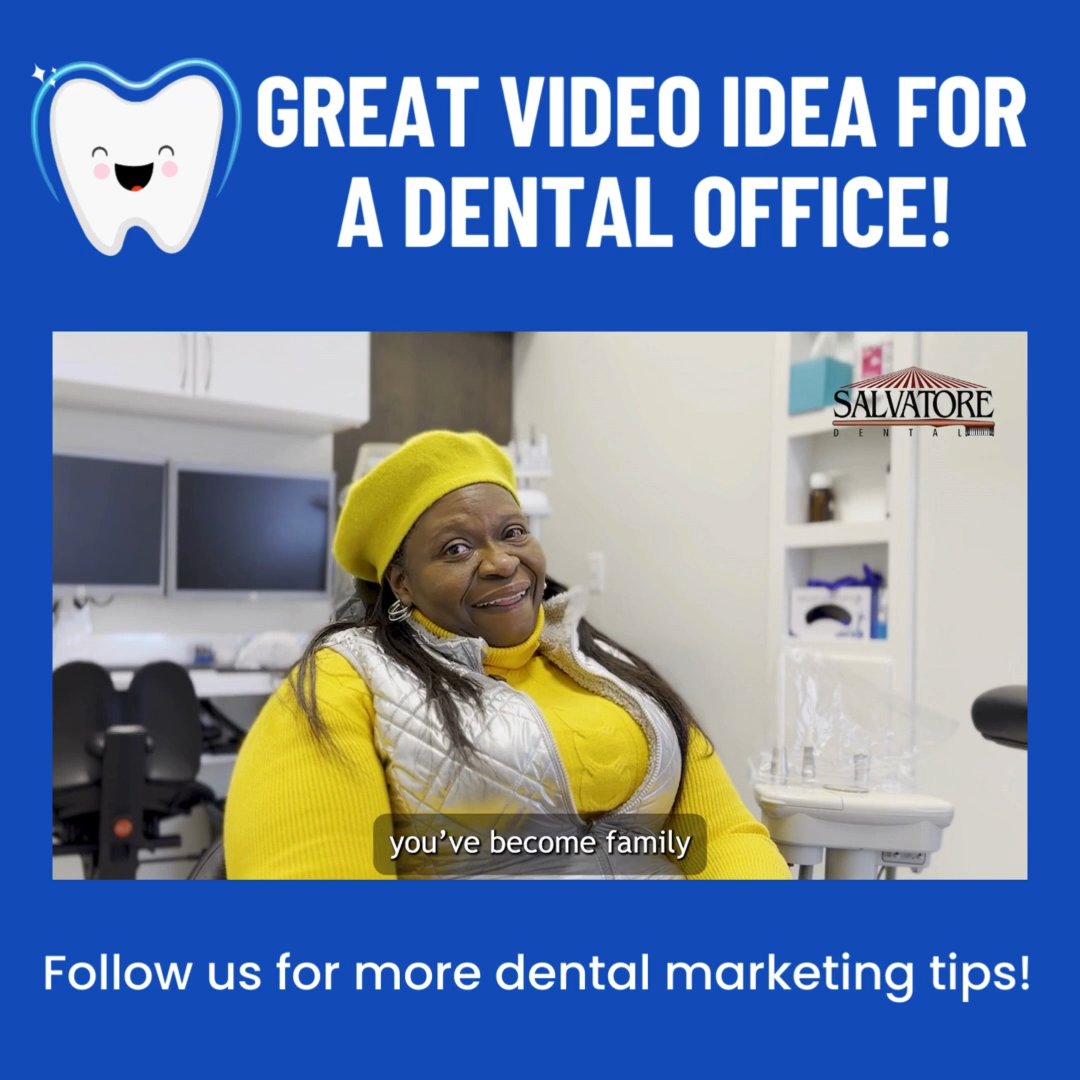 GREAT VIDEO IDEA FOR
A DENTAL OFFICE!
SALVATORE
DENTAL
you've become family
Follow us for more dental marketing tips!